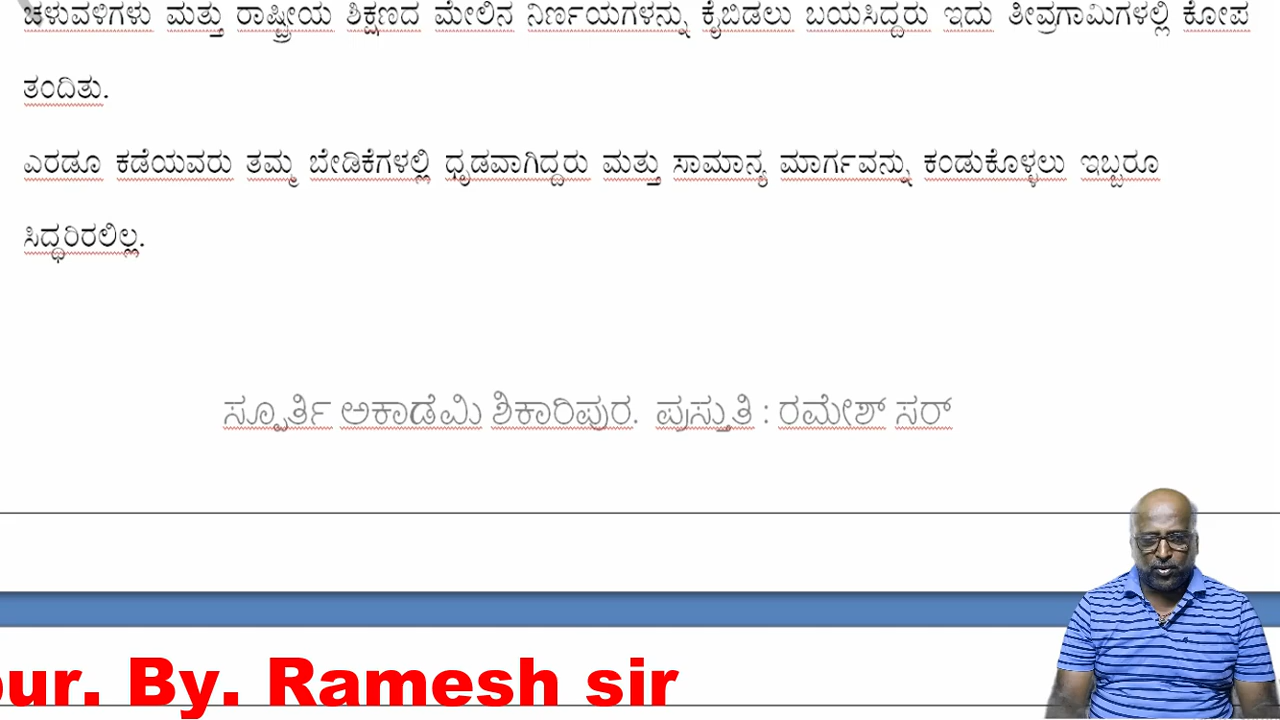 ಚಳುವಳಿಗಳು ಮತ್ತು ರಾಷ್ಟ್ರೀಯ ಶಿಕ್ಷಣದ ಮೇಲಿನ ನಿರ್ಣಯಗಳನ್ನು ಕೈಬಿಡಲು ಬಯಸಿದ್ದರು ಇದು ತೀವ್ರಗಾಮಿಗಳಲ್ಲಿ ಕೋಪ
ತಂದಿತು.
ಎರಡೂ ಕಡೆಯವರು ತಮ್ಮ ಬೇಡಿಕೆಗಳಲ್ಲಿ ಧೃಡವಾಗಿದ್ದರು ಮತ್ತು ಸಾಮಾನ್ಯ ಮಾರ್ಗವನ್ನು ಕಂಡುಕೊಳ್ಳಲು ಇಬ್ಬರೂ
ಸಿದ್ಧರಿರಲಿಲ್ಲ.
ಸ್ಪೂರ್ತಿ ಅಕಾಡೆಮಿ ಶಿಕಾರಿಪುರ. ಪ್ರಸ್ತುತಿ : ರಮೇಶ್ ಸರ್
pur. By. Ramesh sir